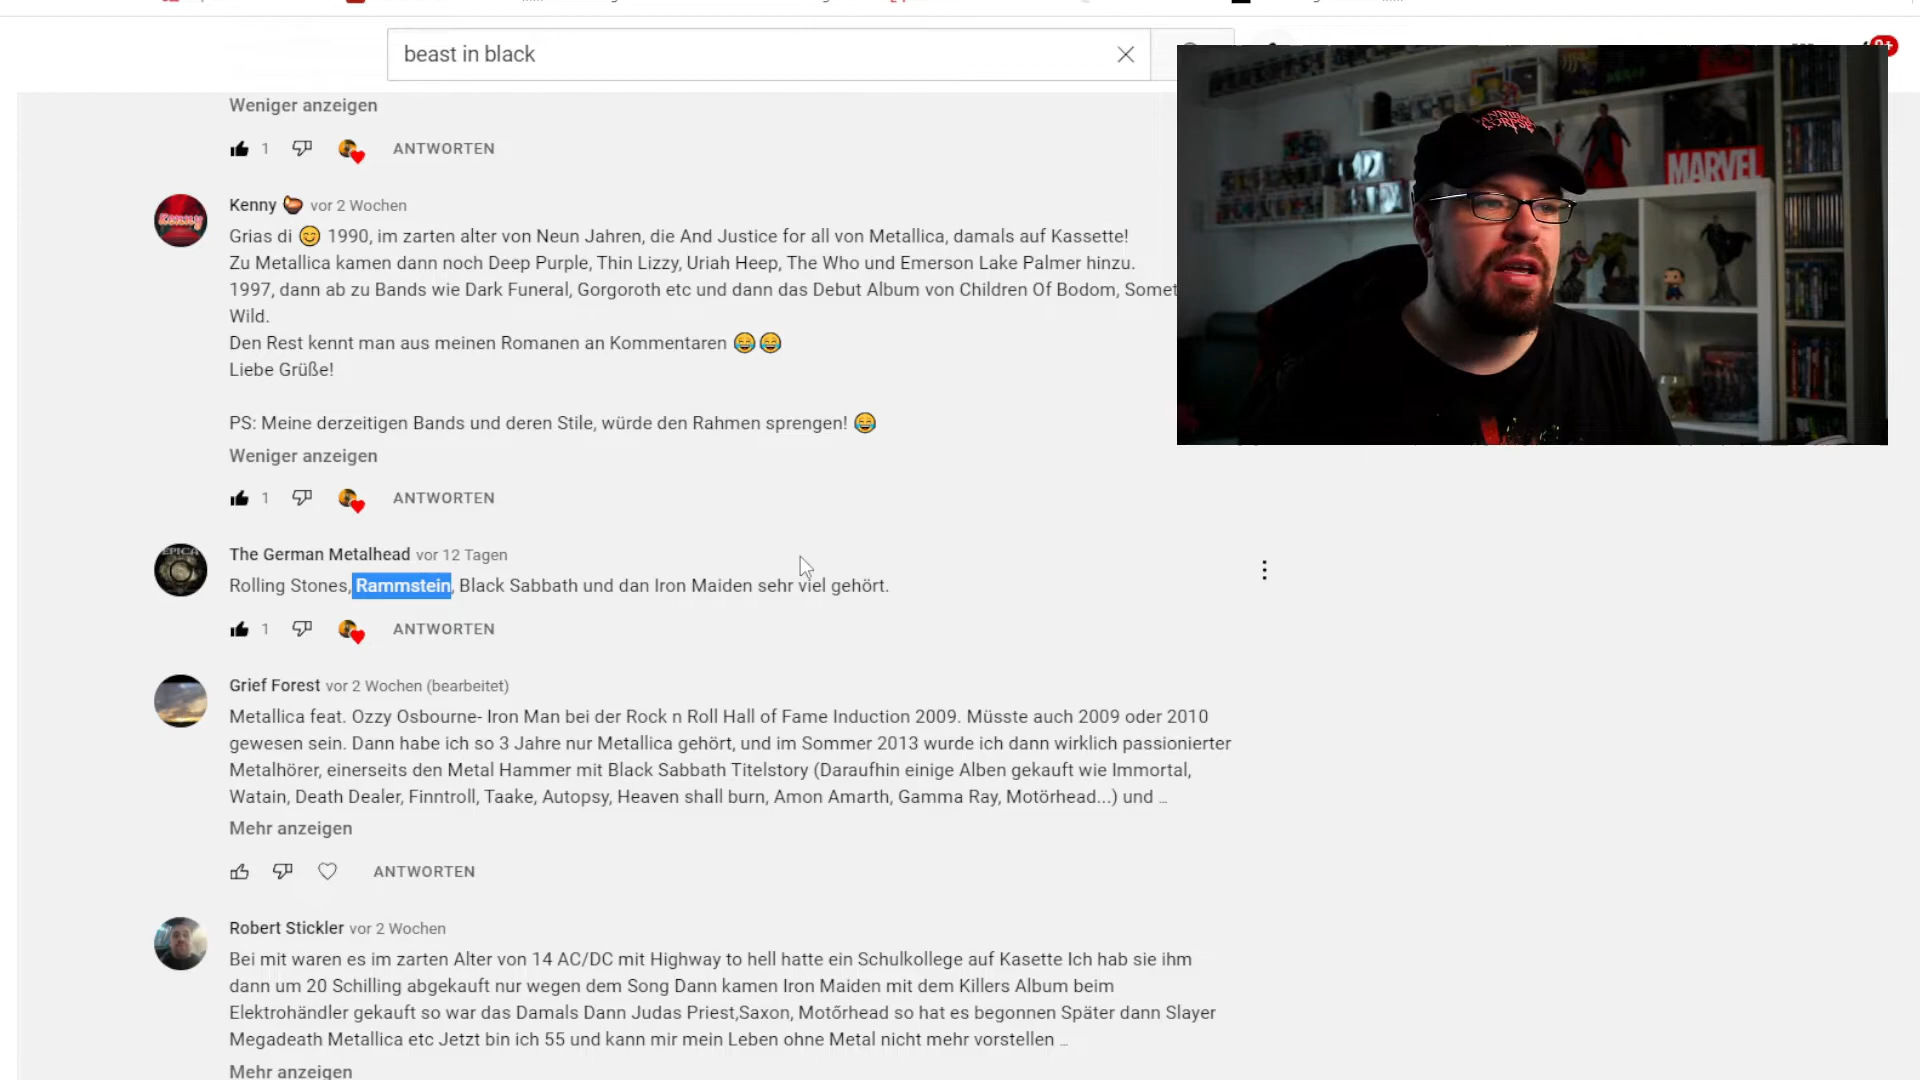 beast in black
9+
Weniger anzeigen
1 ANTWORTEN
Kenny vor 2 Wochen
Grias di 😊 1990, im zarten alter von Neun Jahren, die And Justice for all von Metallica, damals auf Kassette!
Zu Metallica kamen dann noch Deep Purple, Thin Lizzy, Uriah Heep, The Who und Emerson Lake Palmer hinzu.
1997, dann ab zu Bands wie Dark Funeral, Gorgoroth etc und dann das Debut Album von Children Of Bodom, Somet
Wild.
Den Rest kennt man aus meinen Romanen an Kommentaren 😂😂
Liebe Grüße!
PS: Meine derzeitigen Bands und deren Stile, würde den Rahmen sprengen! 😂
Weniger anzeigen
1 ANTWORTEN
The German Metalhead vor 12 Tagen
Rolling Stones, Rammstein, Black Sabbath und dan Iron Maiden sehr viel gehört.
1 ANTWORTEN
Grief Forest vor 2 Wochen (bearbeitet)
Metallica feat. Ozzy Osbourne- Iron Man bei der Rock n Roll Hall of Fame Induction 2009. Müsste auch 2009 oder 2010
gewesen sein. Dann habe ich so 3 Jahre nur Metallica gehört, und im Sommer 2013 wurde ich dann wirklich passionierter
Metalhörer, einerseits den Metal Hammer mit Black Sabbath Titelstory (Daraufhin einige Alben gekauft wie Immortal,
Watain, Death Dealer, Finntroll, Taake, Autopsy, Heaven shall burn, Amon Amarth, Gamma Ray, Motörhead...) und ...
Mehr anzeigen
ANTWORTEN
Robert Stickler vor 2 Wochen
Bei mit waren es im zarten Alter von 14 AC/DC mit Highway to hell hatte ein Schulkollege auf Kasette Ich hab sie ihm
dann um 20 Schilling abgekauft nur wegen dem Song Dann kamen Iron Maiden mit dem Killers Album beim
Elektrohändler gekauft so war das Damals Dann Judas Priest,Saxon, Motőrhead so hat es begonnen Später dann Slayer
Megadeath Metallica etc Jetzt bin ich 55 und kann mir mein Leben ohne Metal nicht mehr vorstellen ...
Mehr anzeigen
EPICA
CORPSE
MARVEL